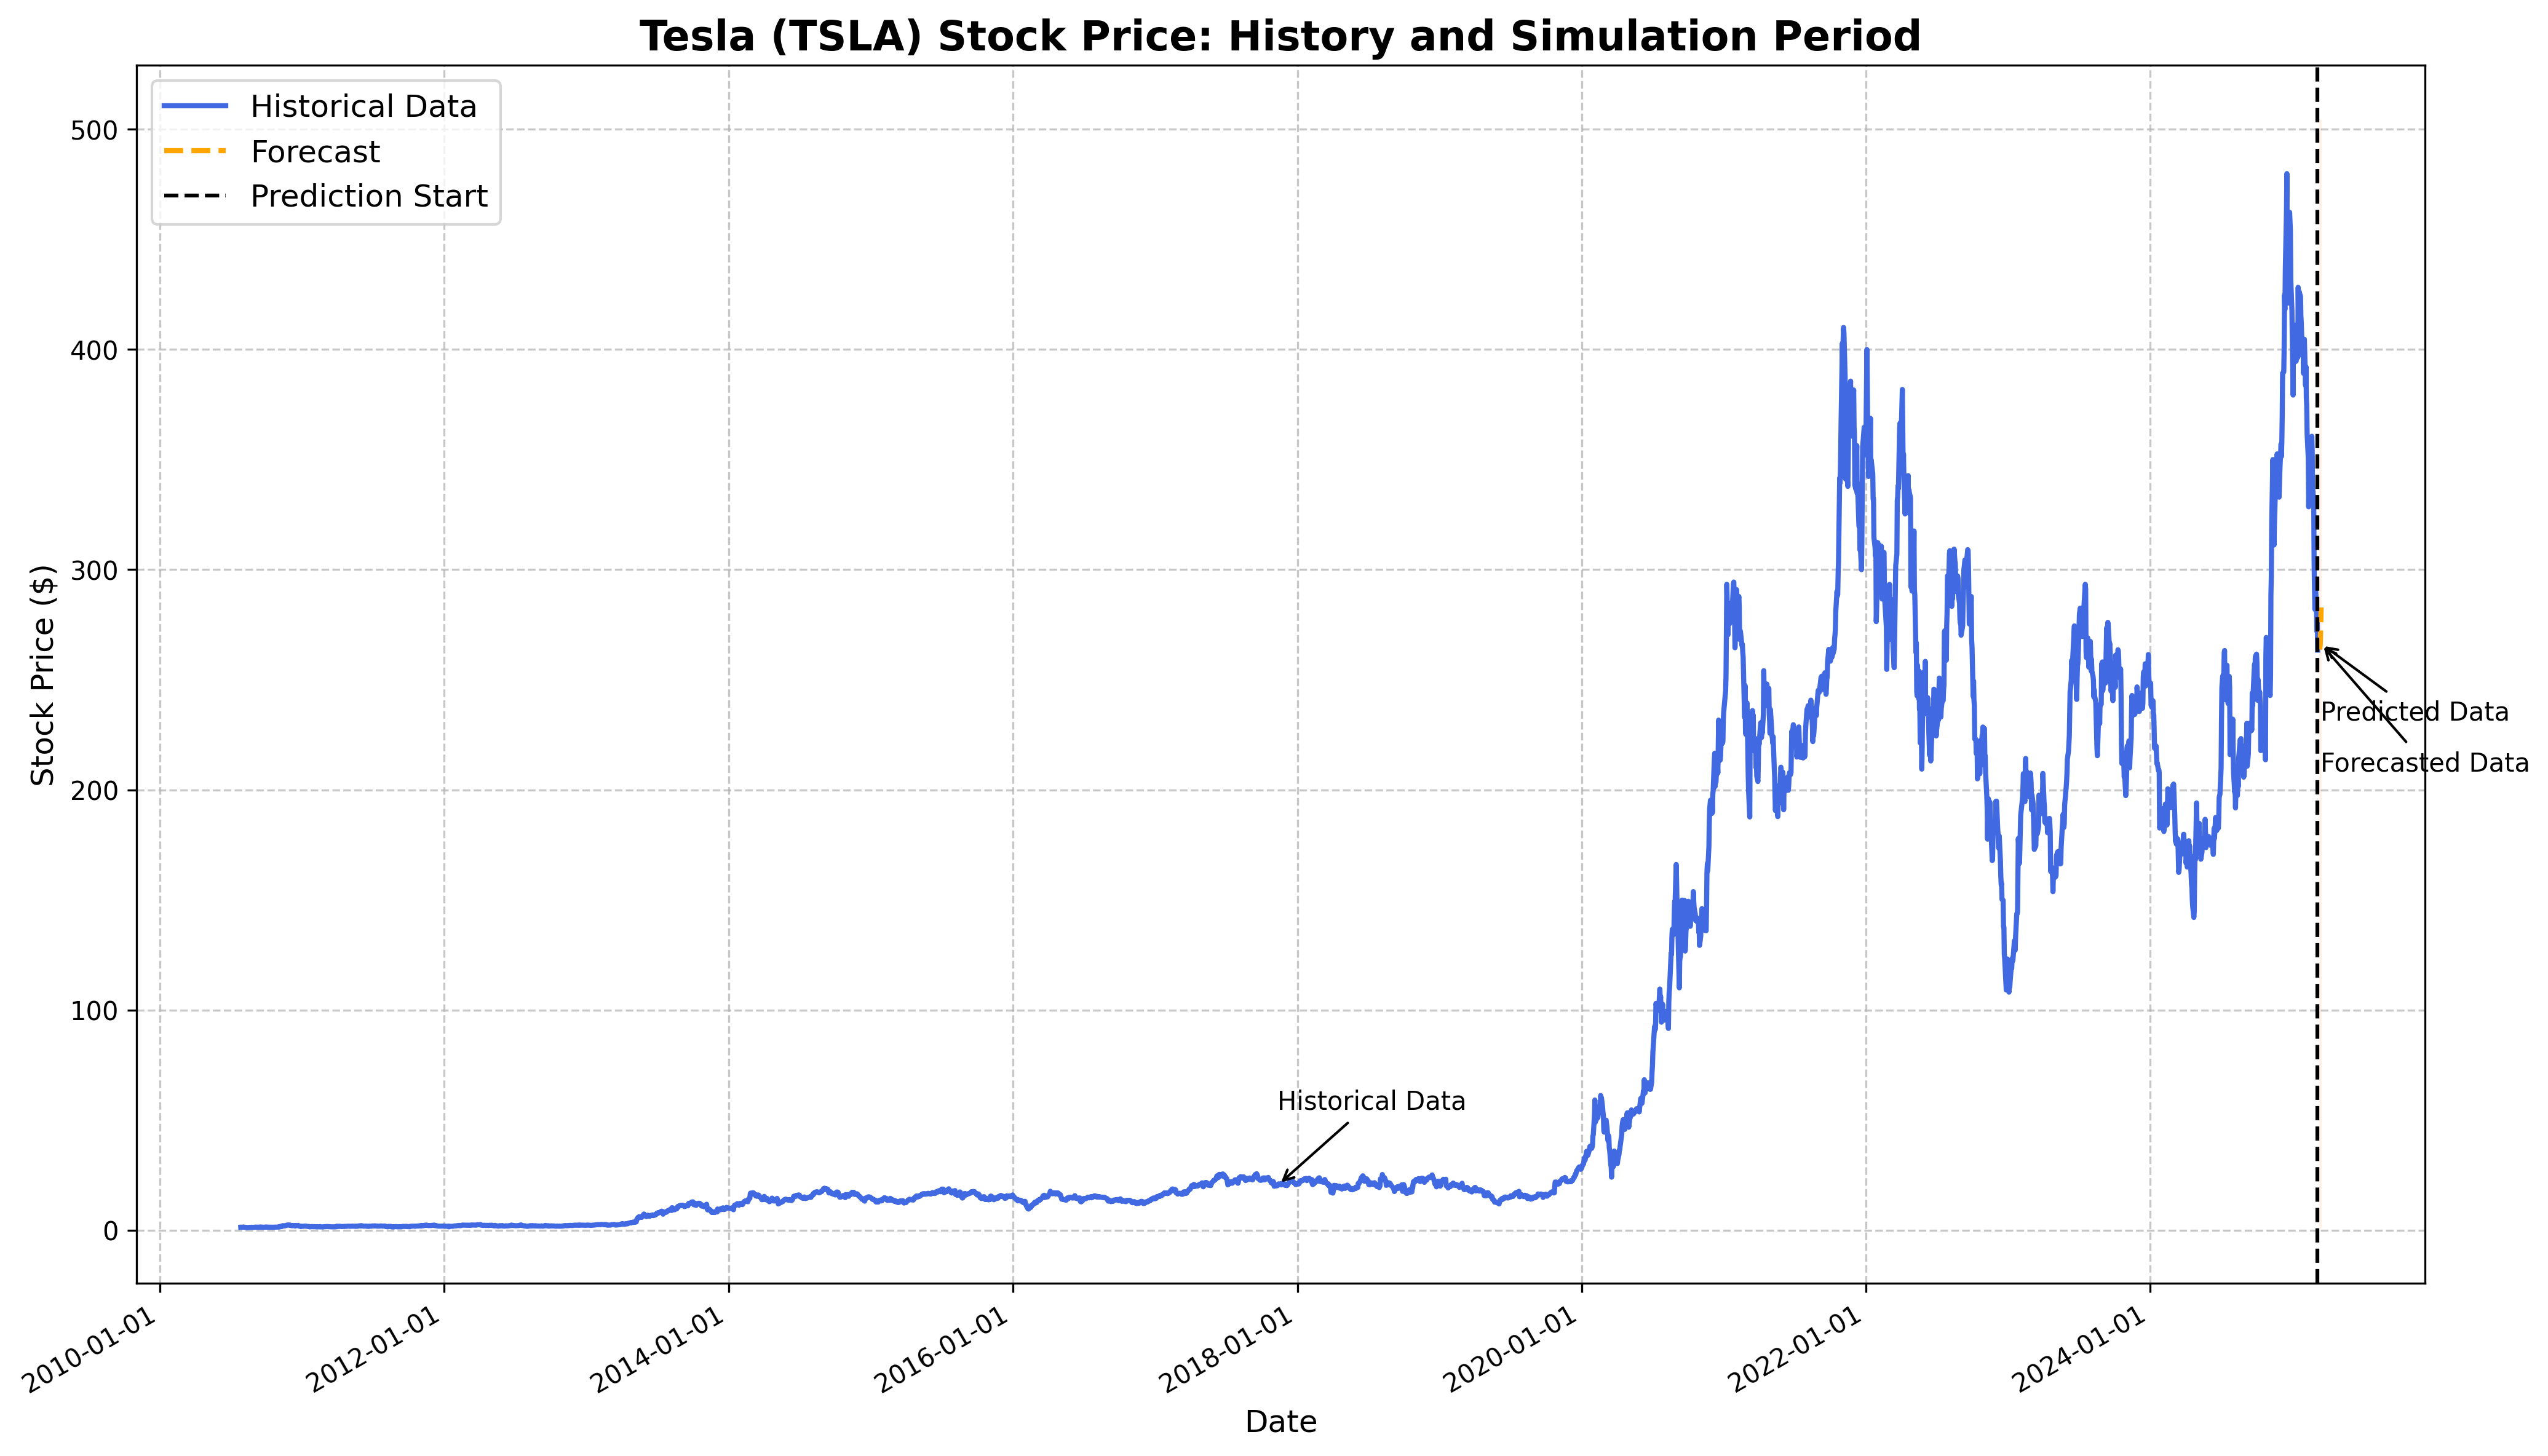 Tesla (TSLA) Stock Price: History and Simulation Period
Historical Data
Forecast
Prediction Start
500
400
300
200
100
0
Stock Price ($)
Predicted Data
Forecasted Data
Historical Data
2010-01-01
2012-01-01
2014-01-01
2016-01-01
2018-01-01
2020-01-01
2022-01-01
2024-01-01
Date